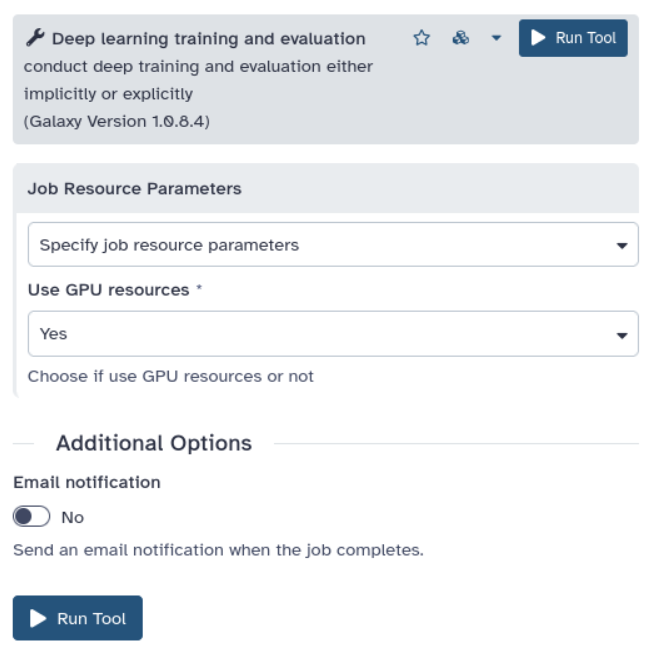 Deep learning training and evaluation
Run Tool
conduct deep training and evaluation either
implicitly or explicitly
(Galaxy Version 1.0.8.4)
Job Resource Parameters
Specify job resource parameters
Use GPU resources *
Yes
Choose if use GPU resources or not
Additional Options
Email notification
No
Send an email notification when the job completes.
Run Tool